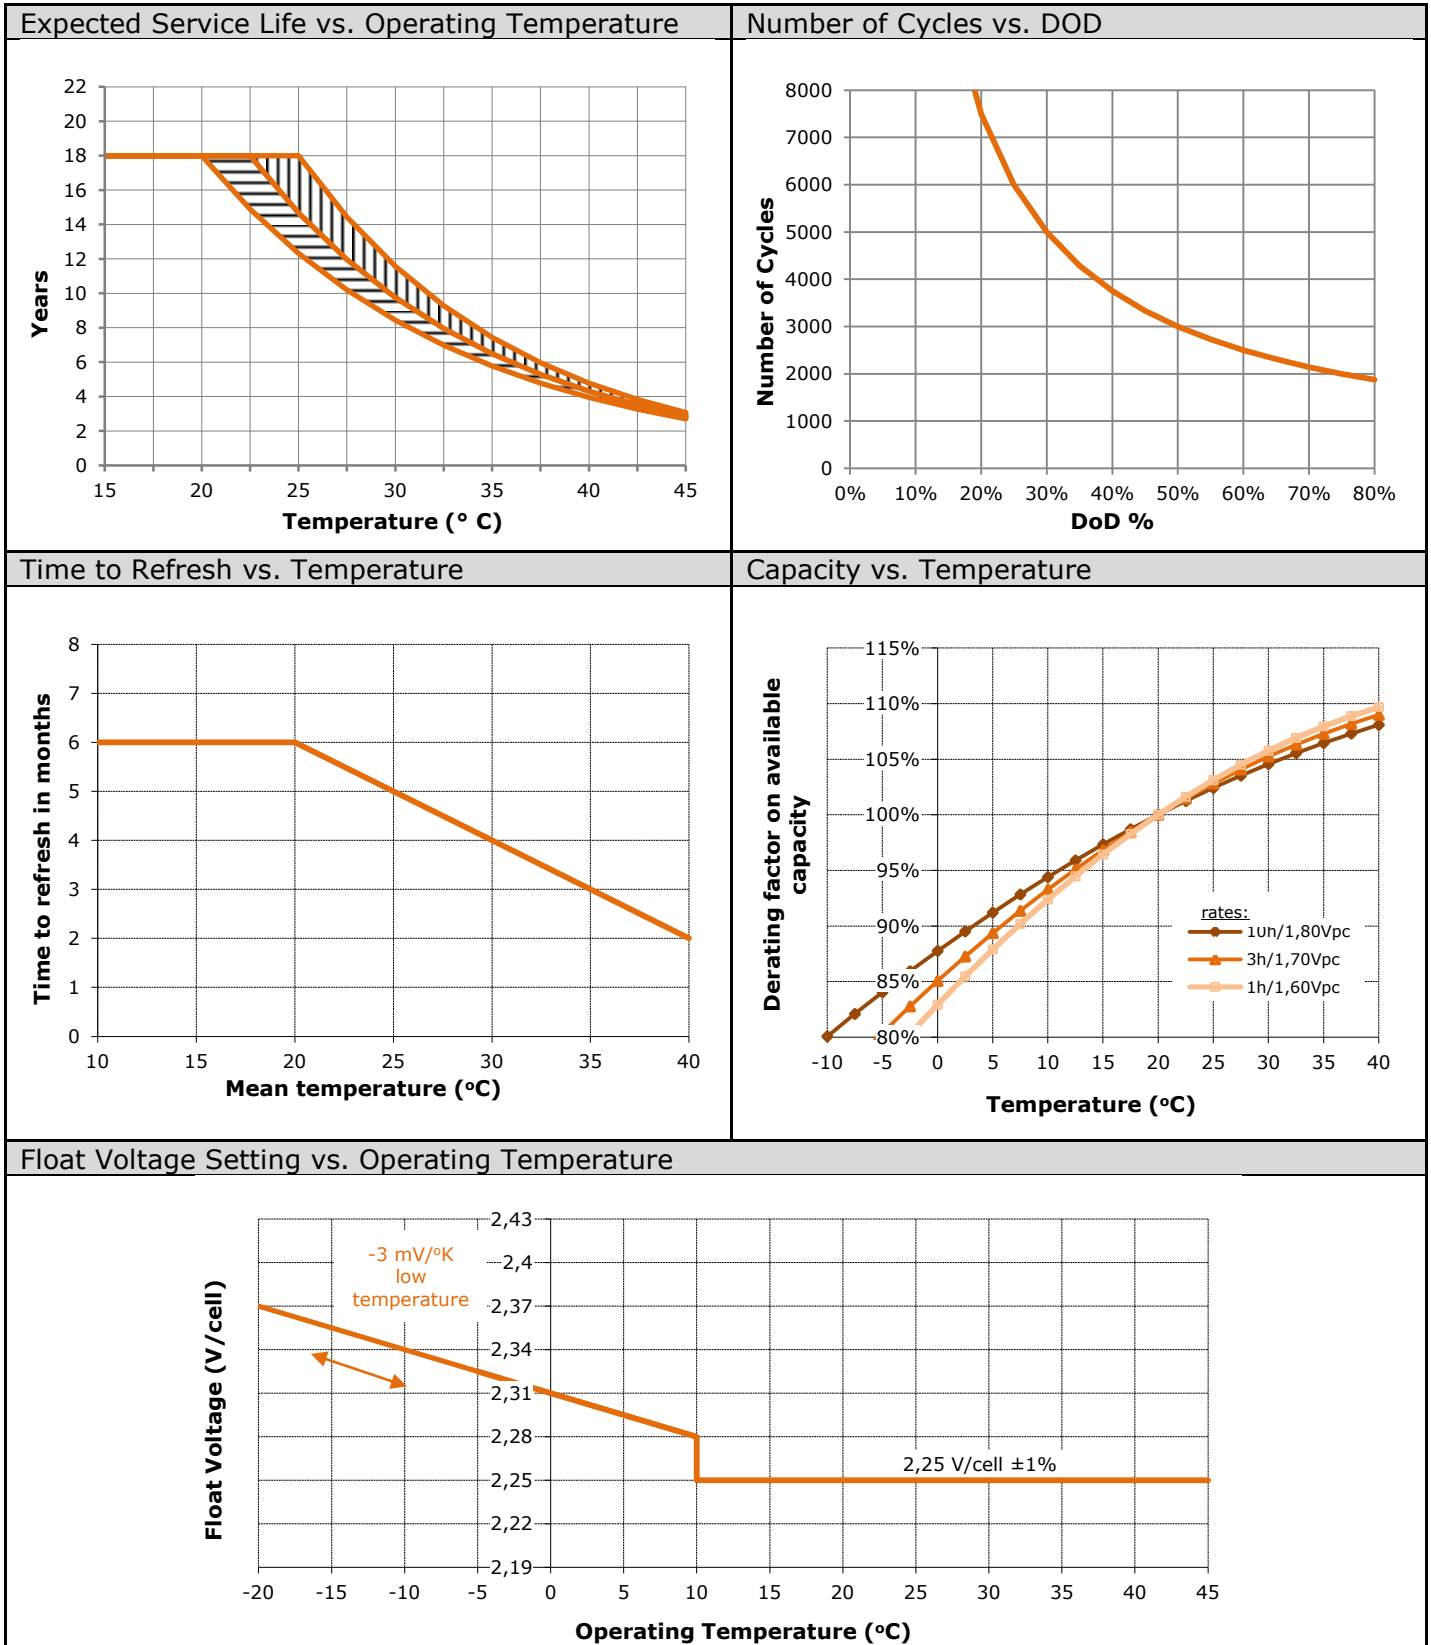 Expected Service Life vs. Operating Temperature
Number of Cycles vs. DOD
22
20
18
16
14
12
10
8
6
4
2
0
Years
15 20 25 30 35 40 45
Temperature (° C)
8000
7000
6000
5000
4000
3000
2000
1000
0
Number of Cycles
0% 10% 20% 30% 40% 50% 60% 70% 80%
DoD %
Time to Refresh vs. Temperature
Capacity vs. Temperature
8
7
6
5
4
3
2
1
0
Time to refresh in months
10 15 20 25 30 35 40
Mean temperature (ºC)
115%
110%
105%
100%
95%
90%
85%
80%
Derating factor on available
capacity
rates:
10h/1,80Vpc
3h/1,70Vpc
1h/1,60Vpc
-10 -5 0 5 10 15 20 25 30 35 40
Temperature (ºC)
Float Voltage Setting vs. Operating Temperature
2,43
2,4
2,37
2,34
2,31
2,28
2,25
2,22
2,19
Float Voltage (V/cell)
-3 mV/ºK
low
temperature
2,25 V/cell ±1%
-20 -15 -10 -5 0 5 10 15 20 25 30 35 40 45
Operating Temperature (ºC)